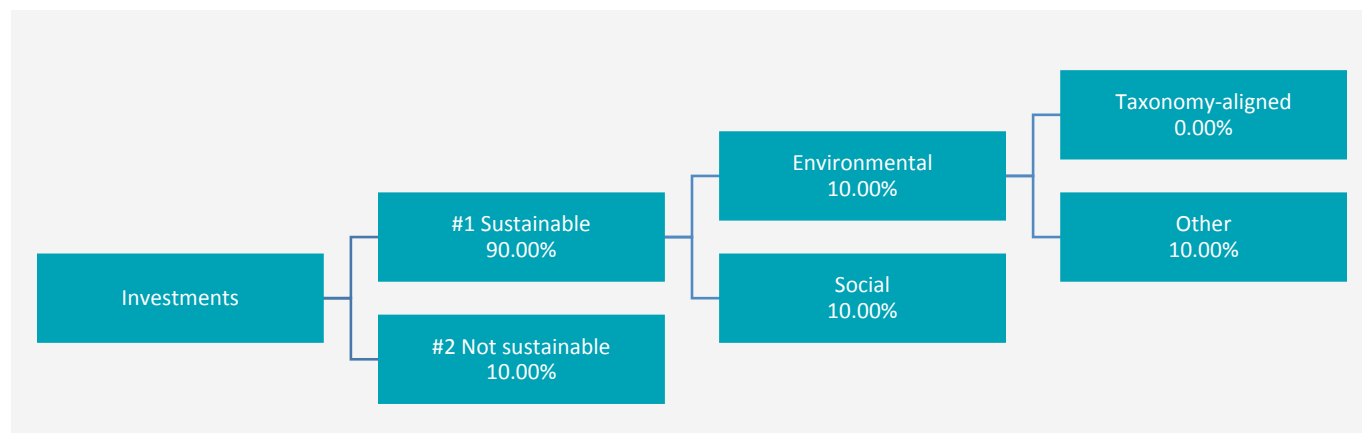 Investments
#1 Sustainable
90.00%
#2 Not sustainable
10.00%
Environmental
10.00%
Social
10.00%
Taxonomy-aligned
0.00%
Other
10.00%